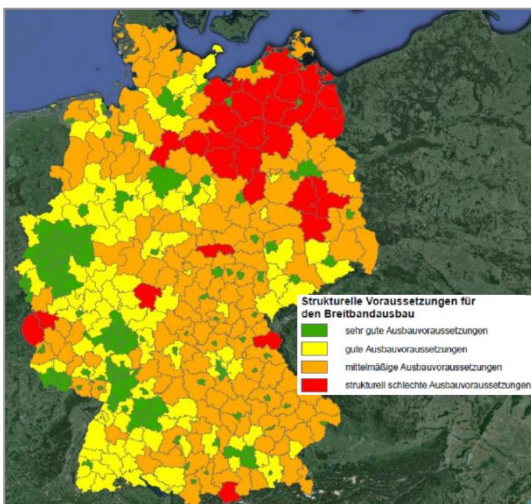 Strukturelle Voraussetzungen für
den Breitbandausbau
sehr gute Ausbauvoraussetzungen
gute Ausbauvoraussetzungen
mittelmäßige Ausbauvoraussetzungen
strukturell schlechte Ausbauvoraussetzungen